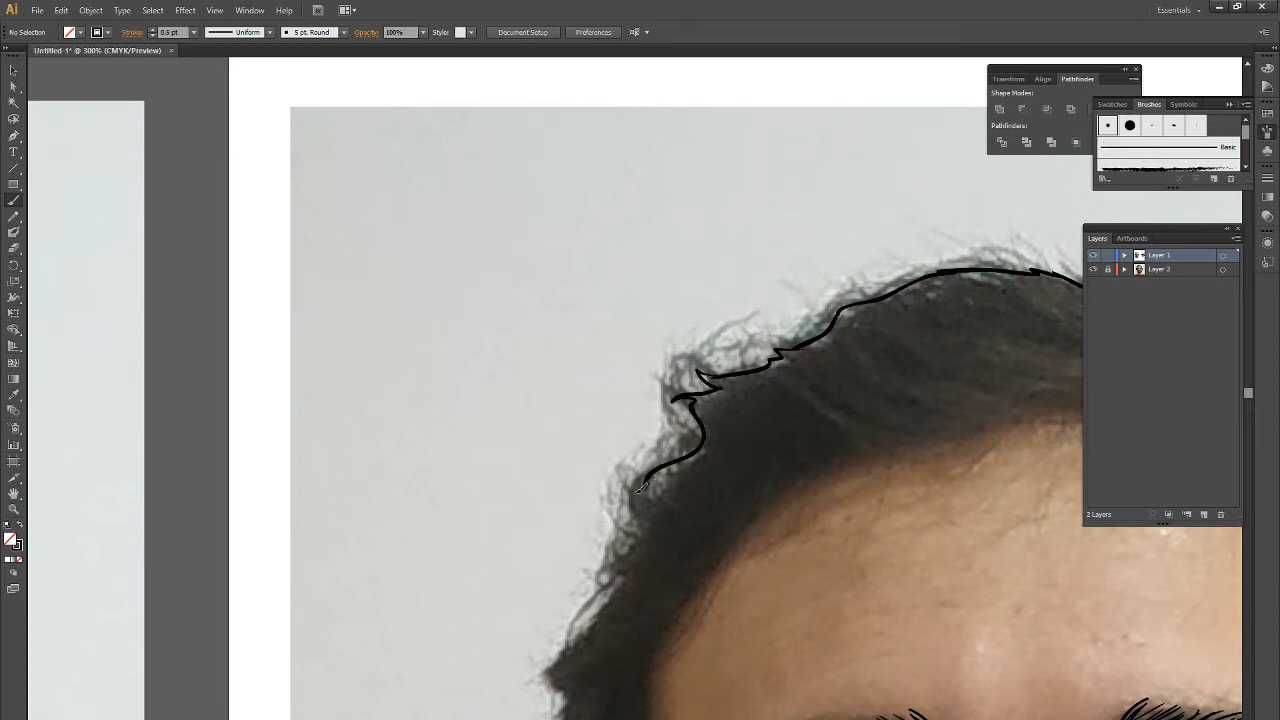 Ai File Edit Object Type Select Effect View Window Help Br Essentials
No Selection Stroke: 0.5 pt Uniform 5 pt. Round Opacity: 100% Style: Document Setup Preferences
Untitled-1* @ 300% (CMYK/Preview)
Transform Align Pathfinder
Shape Modes:
Pathfinders:
Swatches Brushes Symbols
Basic
Layers Artboards
Layer 1
Layer 2
2 Layers